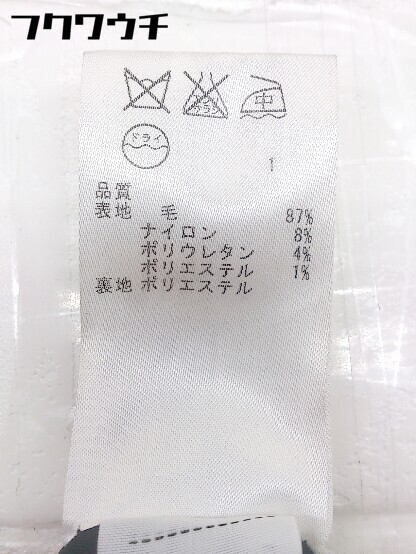 フクワウチ
中
ドライ
1
品質
表地 毛 87%
ナイロン 8%
ポリウレタン 4%
ポリエステル 1%
裏地 ポリエステル